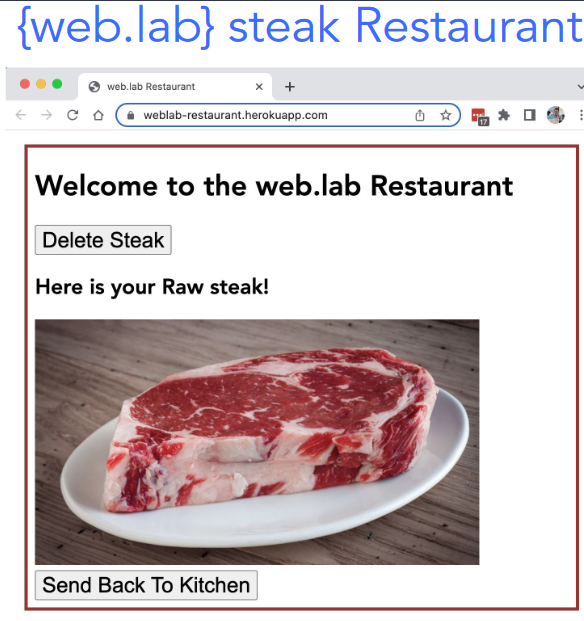 {web.lab} steak Restaurant
web.lab Restaurant
weblab-restaurant.herokuapp.com
17
Welcome to the web.lab Restaurant
Delete Steak
Here is your Raw steak!
Send Back To Kitchen